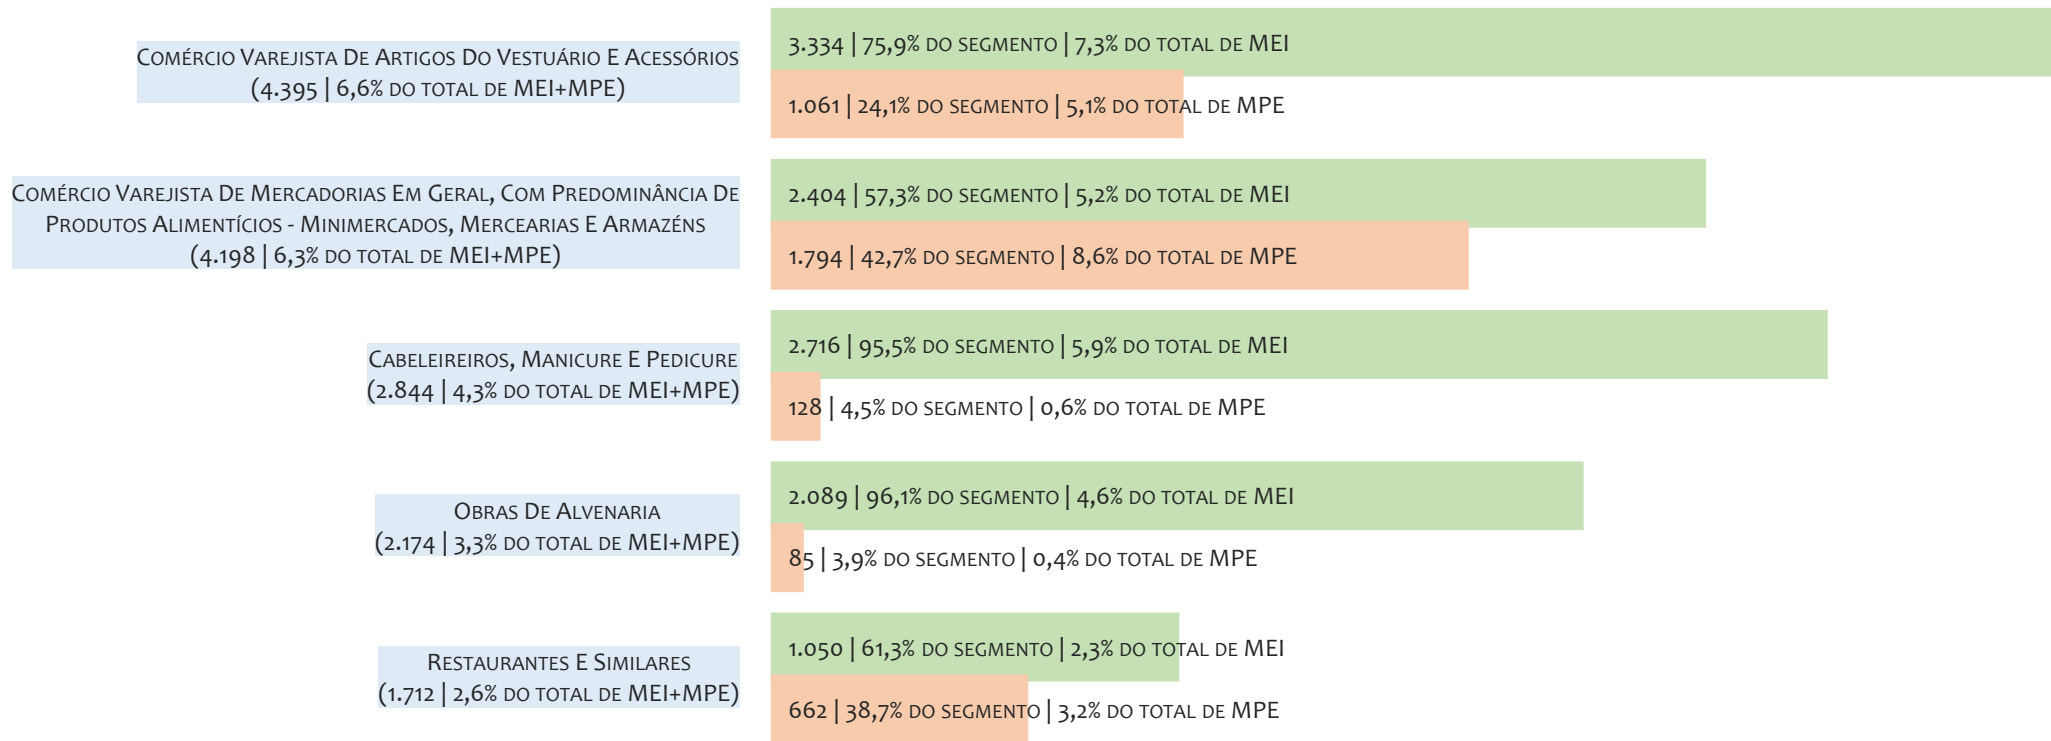 Comércio Varejista De Artigos Do Vestuário E Acessórios
(4.395 | 6,6% do total de MEI+MPE)
3.334 | 75,9% do segmento | 7,3% do total de MEI
1.061 | 24,1% do segmento | 5,1% do total de MPE
Comércio Varejista De Mercadorias Em Geral, Com Predominância De
Produtos Alimentícios - Minimercados, Mercearias E Armazéns
(4.198 | 6,3% do total de MEI+MPE)
2.404 | 57,3% do segmento | 5,2% do total de MEI
1.794 | 42,7% do segmento | 8,6% do total de MPE
Cabeleireiros, Manicure E Pedicure
(2.844 | 4,3% do total de MEI+MPE)
2.716 | 95,5% do segmento | 5,9% do total de MEI
128 | 4,5% do segmento | 0,6% do total de MPE
Obras De Alvenaria
(2.174 | 3,3% do total de MEI+MPE)
2.089 | 96,1% do segmento | 4,6% do total de MEI
85 | 3,9% do segmento | 0,4% do total de MPE
Restaurantes E Similares
(1.712 | 2,6% do total de MEI+MPE)
1.050 | 61,3% do segmento | 2,3% do total de MEI
662 | 38,7% do segmento | 3,2% do total de MPE